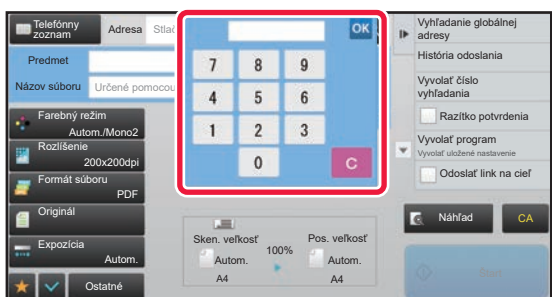 Telefónny
zoznam
Adresa
Stlač
Predmet
Názov súboru
Určené pomocou
Farebný režim
Autom./Mono2
Rozlíšenie
200x200dpi
Formát súboru
PDF
Originál
Expozícia
Autom.
Ostatné
OK
7 8 9
4 5 6
1 2 3
0 C
Sken. veľkosť
100%
Pos. veľkosť
Autom.
A4
Autom.
A4
Vyhľadanie globálnej
adresy
História odoslania
Vyvolať číslo
vyhľadania
Razítko potvrdenia
Vyvolať program
Vyvolať uložené nastavenie
Odoslať link na cieľ
Náhľad
CA
Štart